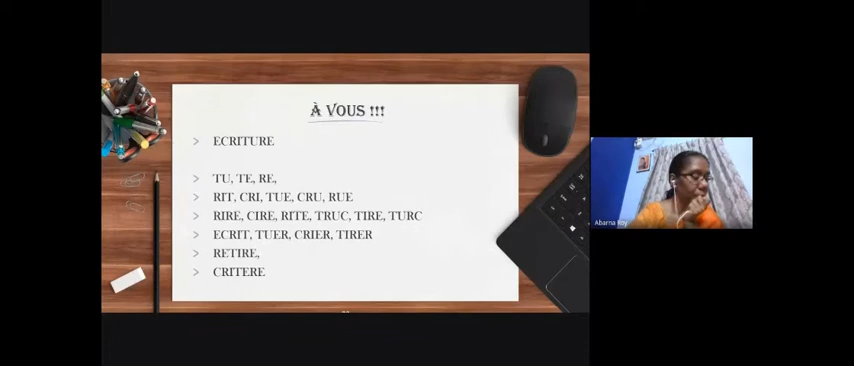 À VOUS !!!
> ECRITURE
> TU, TE, RE,
> RIT, CRI, TUE, CRU, RUE
> RIRE, CIRE, RITE, TRUC, TIRE, TURC
> ECRIT, TUER, CRIER, TIRER
> RETIRE,
> CRITERE
Abarna Roy